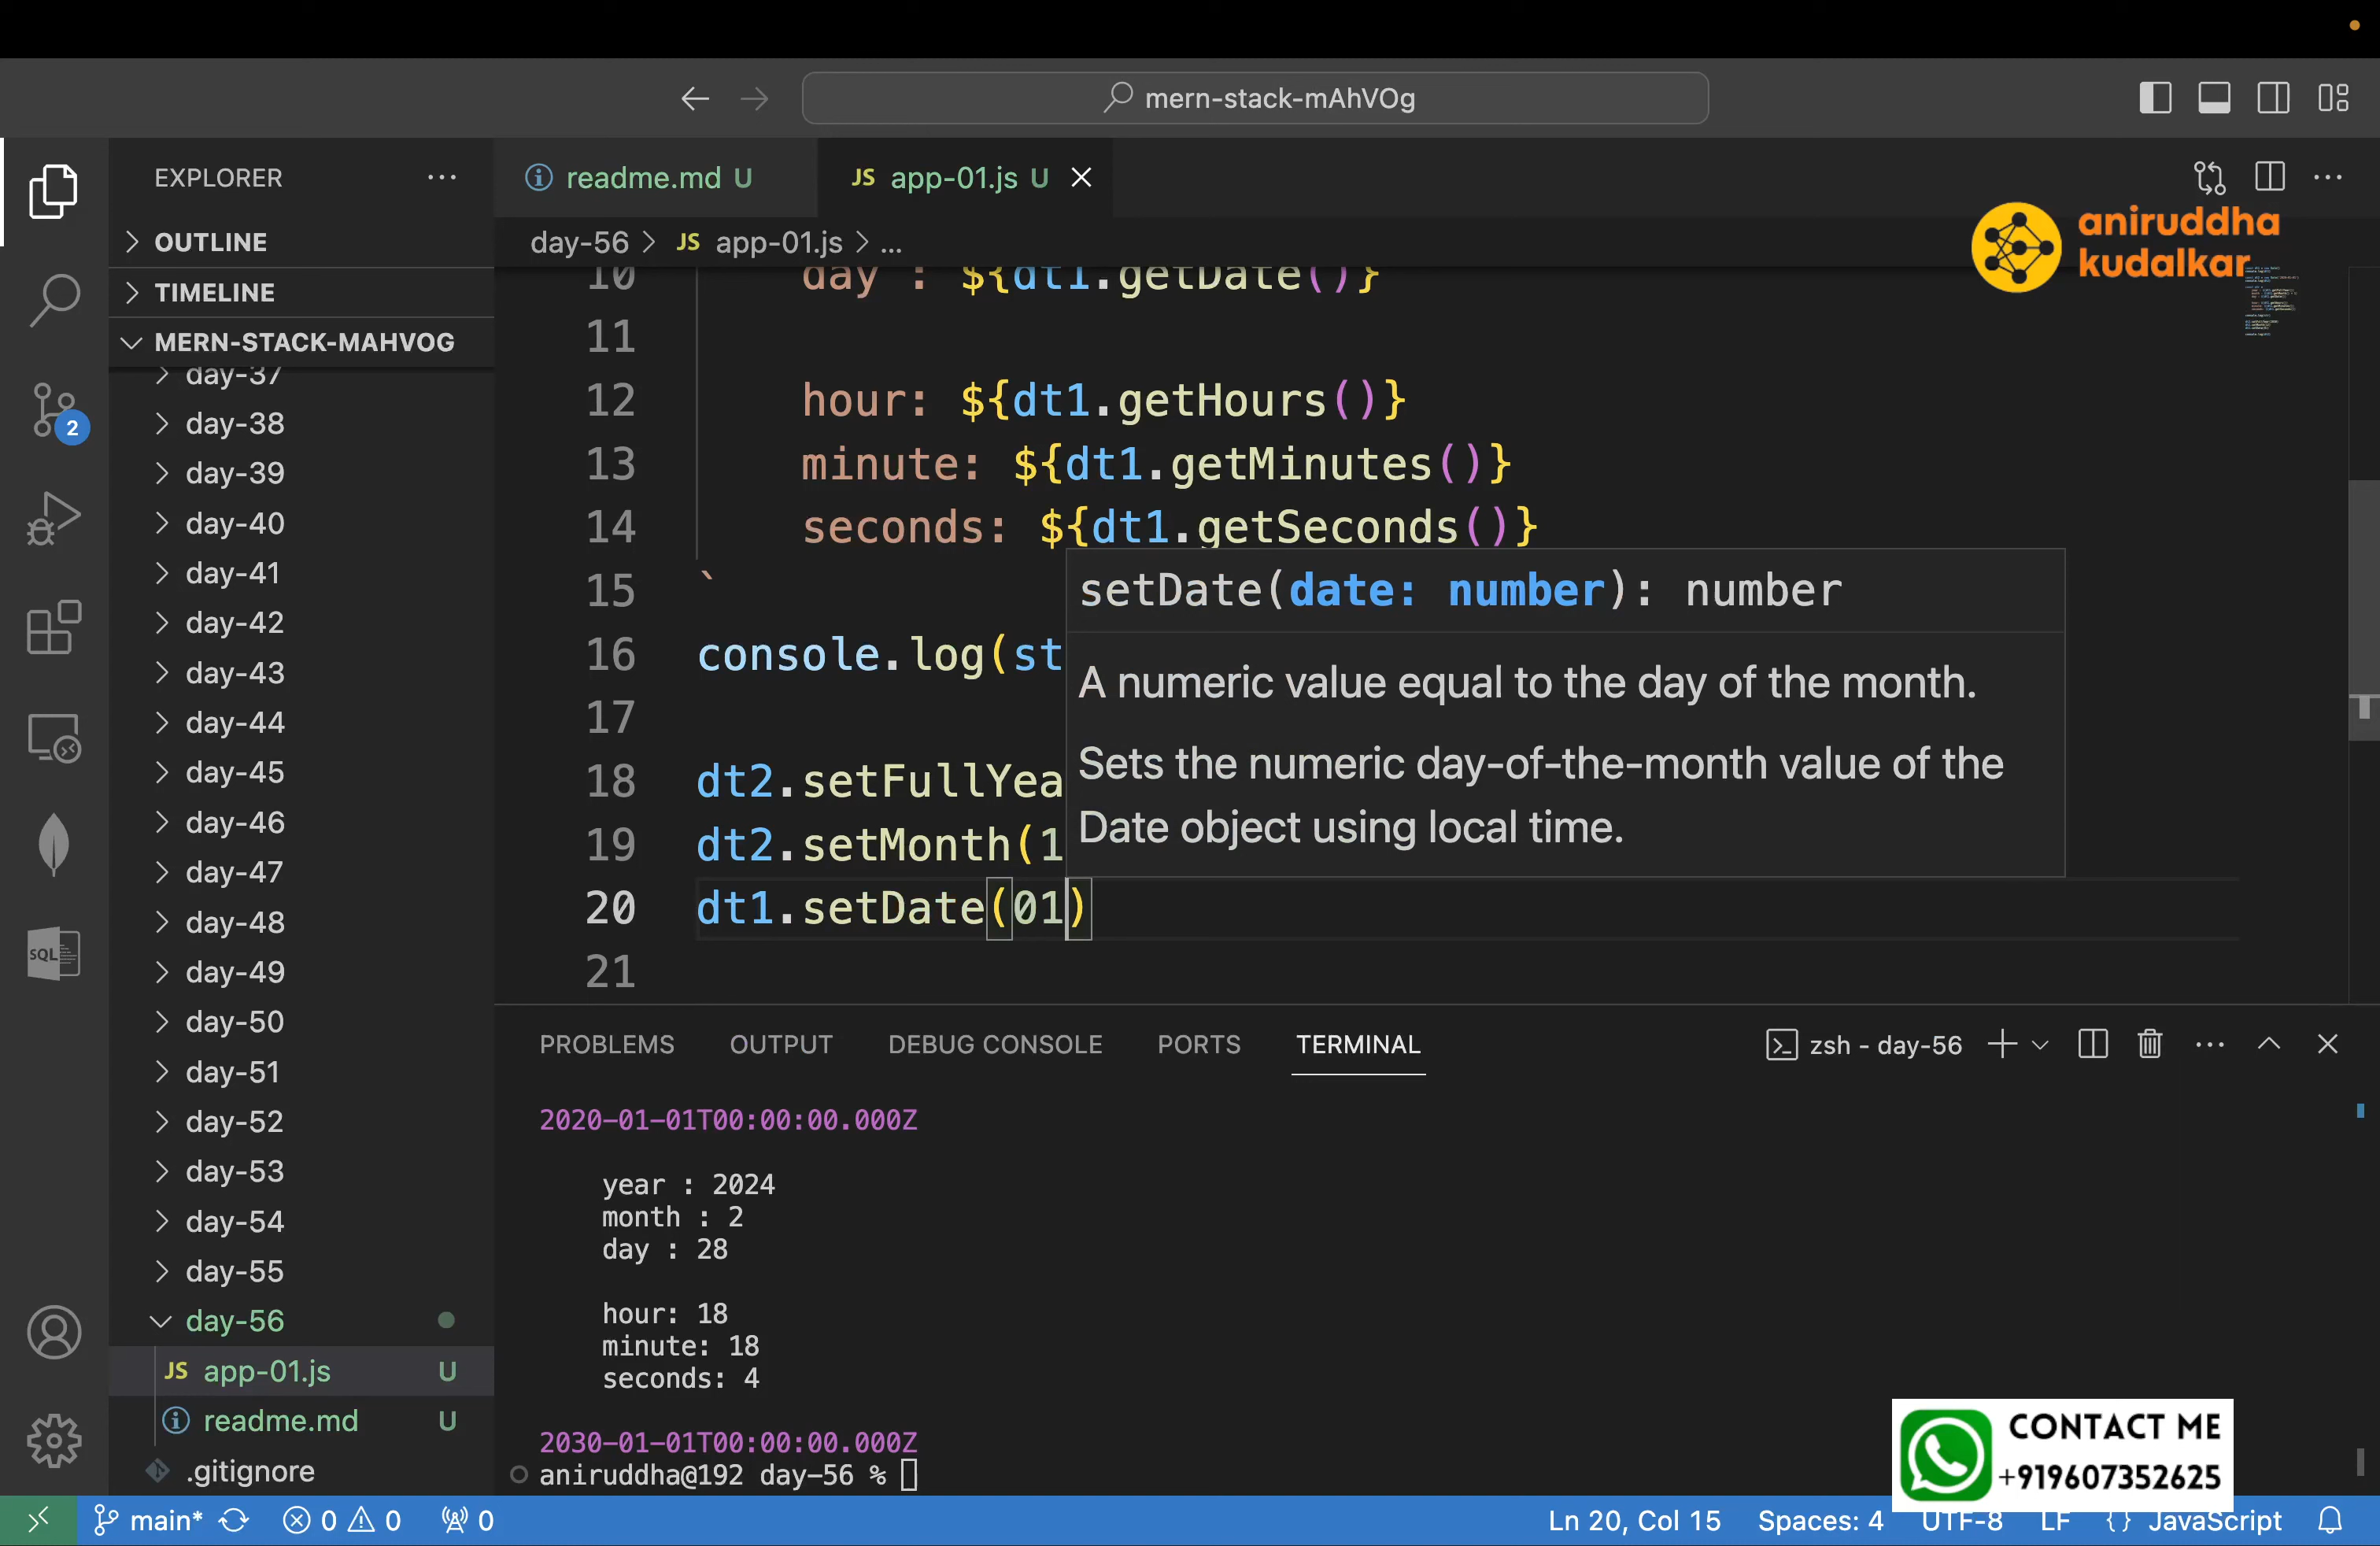 mern-stack-mAhVOg
EXPLORER
readme.md U
JS app-01.js U
OUTLINE
TIMELINE
MERN-STACK-MAHVOG
day-37
day-38
day-39
day-40
day-41
day-42
day-43
day-44
day-45
day-46
day-47
day-48
day-49
day-50
day-51
day-52
day-53
day-54
day-55
day-56
JS app-01.js U
readme.md U
.gitignore
2
SQL
day-56 > JS app-01.js > ...
aniruddha
kudalkar
10 day : ${dt1.getDate()}
11
12 hour: ${dt1.getHours()}
13 minute: ${dt1.getMinutes()}
14 seconds: ${dt1.getSeconds()}
15 `
16 console.log(st
17
18 dt2.setFullYea
19 dt2.setMonth(1
20 dt1.setDate(01)
21
setDate(date: number): number
A numeric value equal to the day of the month.
Sets the numeric day-of-the-month value of the
Date object using local time.
PROBLEMS OUTPUT DEBUG CONSOLE PORTS TERMINAL
zsh - day-56
2020-01-01T00:00:00.000Z
year : 2024
month : 2
day : 28
hour: 18
minute: 18
seconds: 4
2030-01-01T00:00:00.000Z
aniruddha@192 day-56 %
CONTACT ME
+919607352625
main* 0 0 0
Ln 20, Col 15 Spaces: 4 UTF-8 LF {} JavaScript